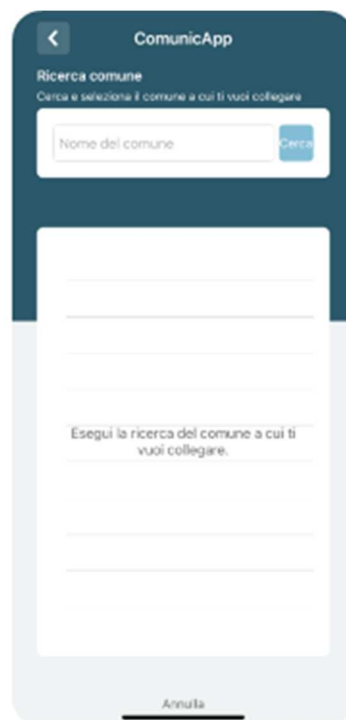 ComunicApp
Ricerca comune
Cerca e seleziona il comune a cui ti vuoi collegare
Nome del comune
Cerca
Esegui la ricerca del comune a cui ti
vuoi collegare.
Annulla